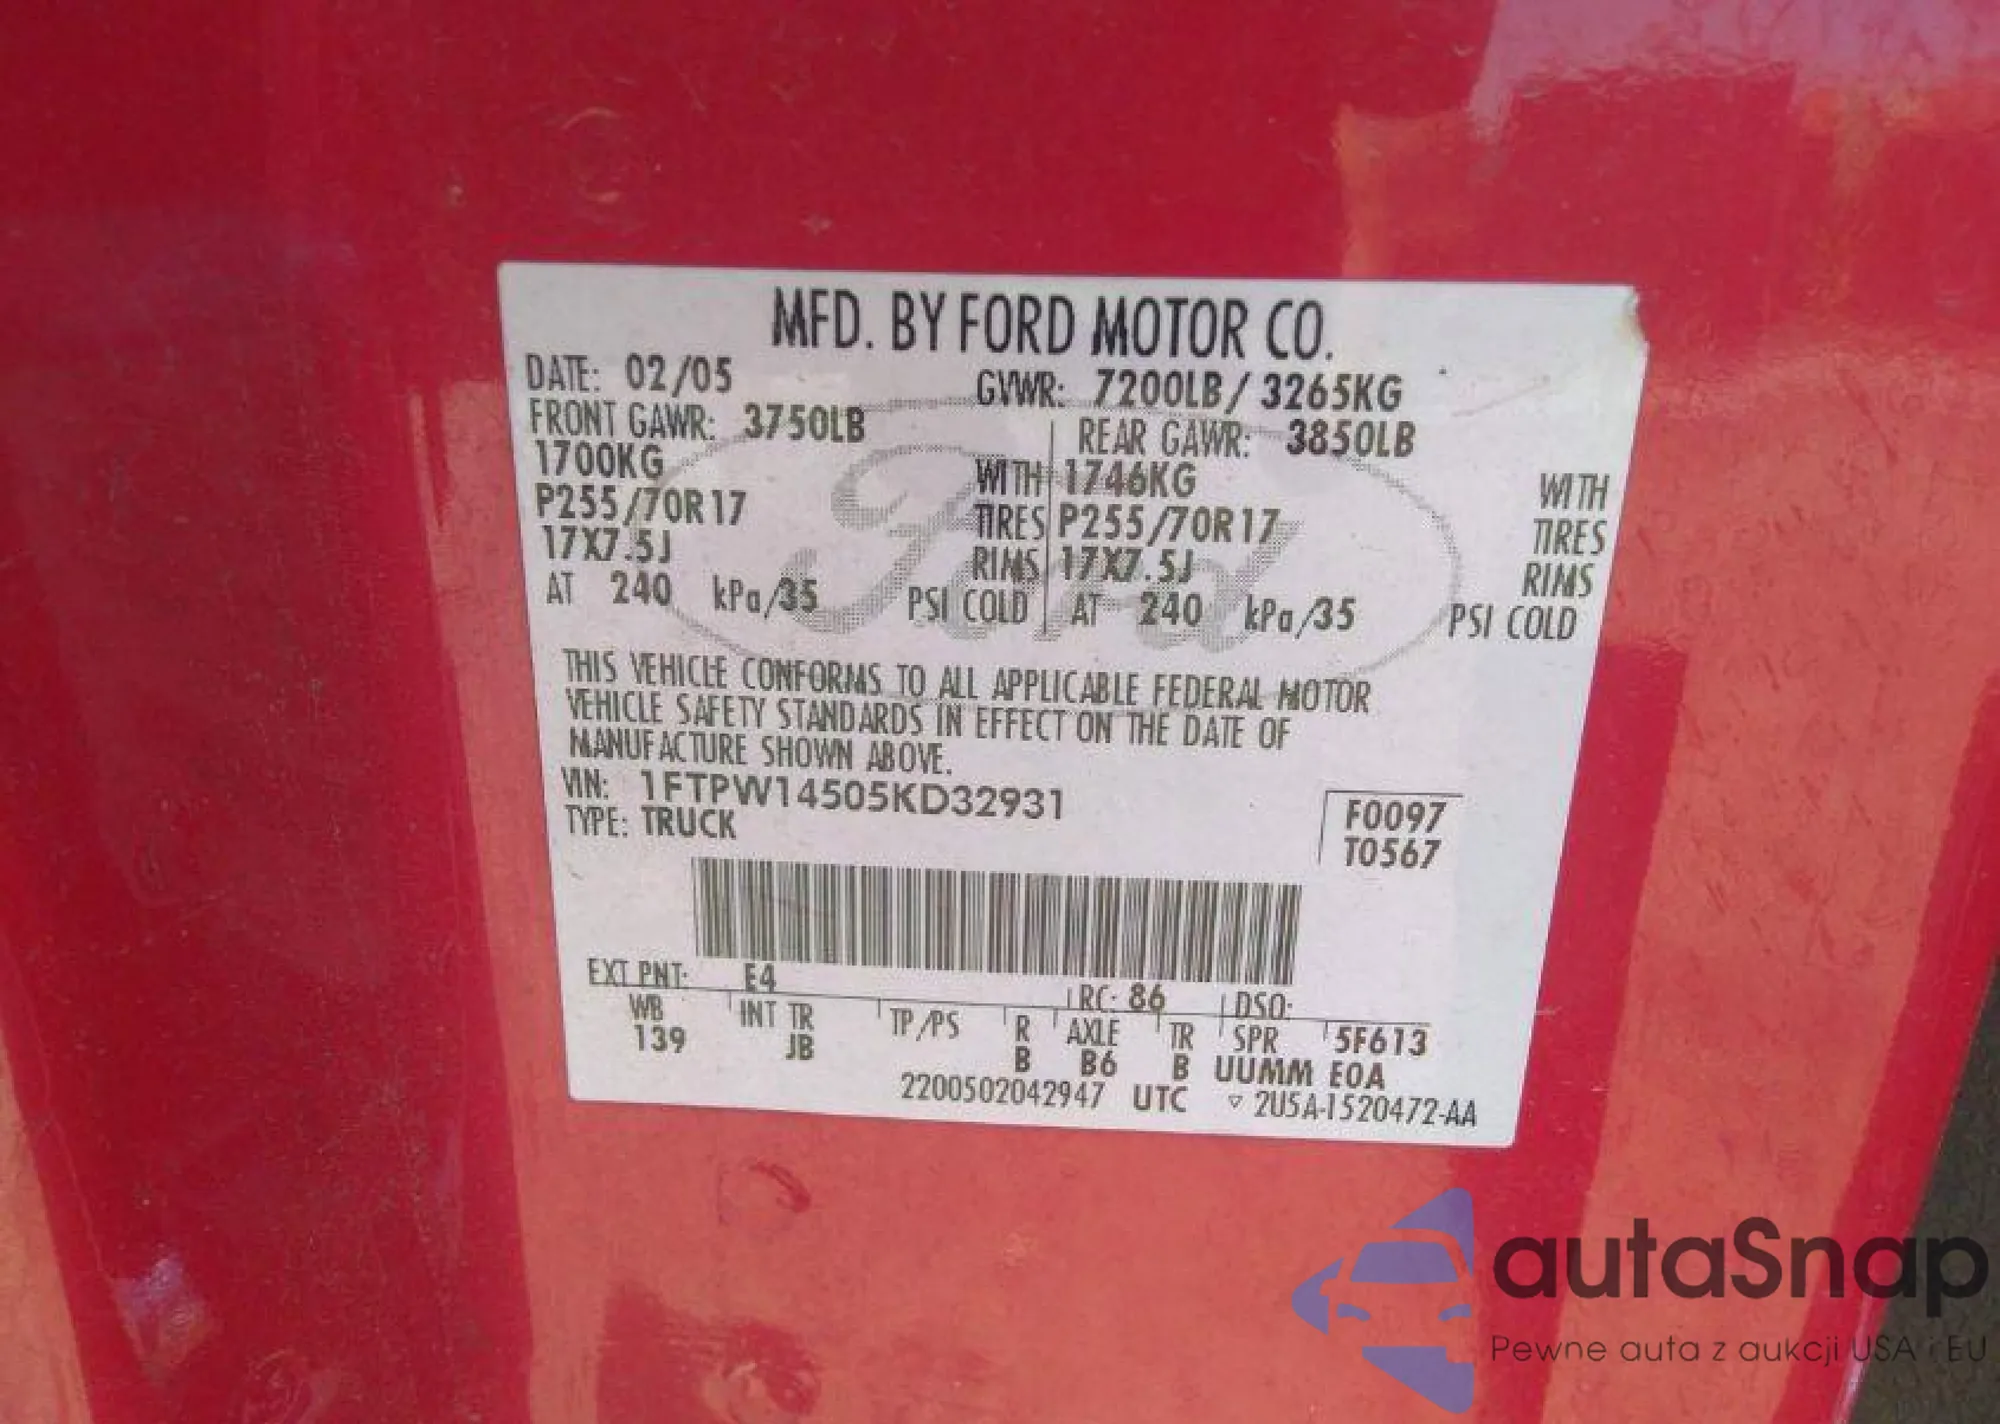 MFD. BY FORD MOTOR CO.
DATE: 02/05 GVWR: 7200LB / 3265KG
FRONT GAWR: 3750LB REAR GAWR: 3850LB
1700KG WITH 1746KG WITH
P255/70R17 TIRES P255/70R17 TIRES
17X7.5J RIMS 17X7.5J RIMS
AT 240 kPa/35 PSI COLD AT 240 kPa/35 PSI COLD
Ford
THIS VEHICLE CONFORMS TO ALL APPLICABLE FEDERAL MOTOR
VEHICLE SAFETY STANDARDS IN EFFECT ON THE DATE OF
MANUFACTURE SHOWN ABOVE.
VIN: 1FTPW14505KD32931
TYPE: TRUCK
F0097
T0567
EXT PNT: E4 RC: 86 DSO:
WB INT TR TP/PS R AXLE TR SPR 5F613
139 JB B B6 B UUMM E0A
2200502042947 UTC ▽ 2U5A-1520472-AA
autaSnap
Pewne auta z aukcji USA i EU